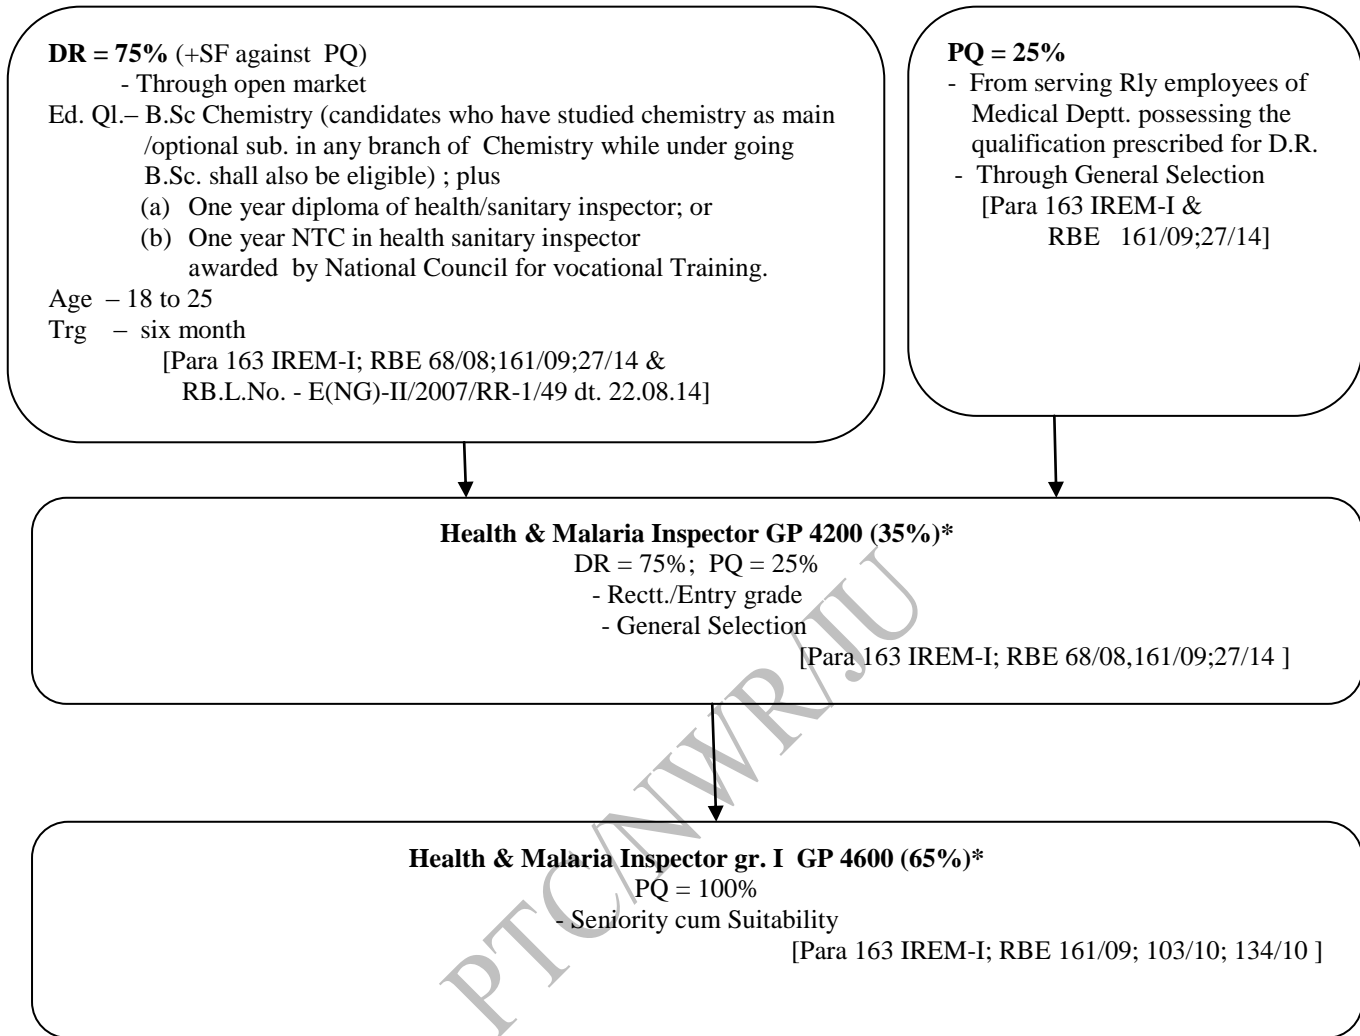 DR = 75% (+SF against PQ)
- Through open market
Ed. Ql.– B.Sc Chemistry (candidates who have studied chemistry as main
/optional sub. in any branch of Chemistry while under going
B.Sc. shall also be eligible) ; plus
(a) One year diploma of health/sanitary inspector; or
(b) One year NTC in health sanitary inspector
awarded by National Council for vocational Training.
Age – 18 to 25
Trg – six month
[Para 163 IREM-I; RBE 68/08;161/09;27/14 &
RB.L.No. - E(NG)-II/2007/RR-1/49 dt. 22.08.14]
PQ = 25%
- From serving Rly employees of
Medical Deptt. possessing the
qualification prescribed for D.R.
- Through General Selection
[Para 163 IREM-I &
RBE 161/09;27/14]
Health & Malaria Inspector GP 4200 (35%)*
DR = 75%; PQ = 25%
- Rectt./Entry grade
- General Selection
[Para 163 IREM-I; RBE 68/08,161/09;27/14 ]
Health & Malaria Inspector gr. I GP 4600 (65%)*
PQ = 100%
- Seniority cum Suitability
[Para 163 IREM-I; RBE 161/09; 103/10; 134/10 ]
PTC/NWR/JU